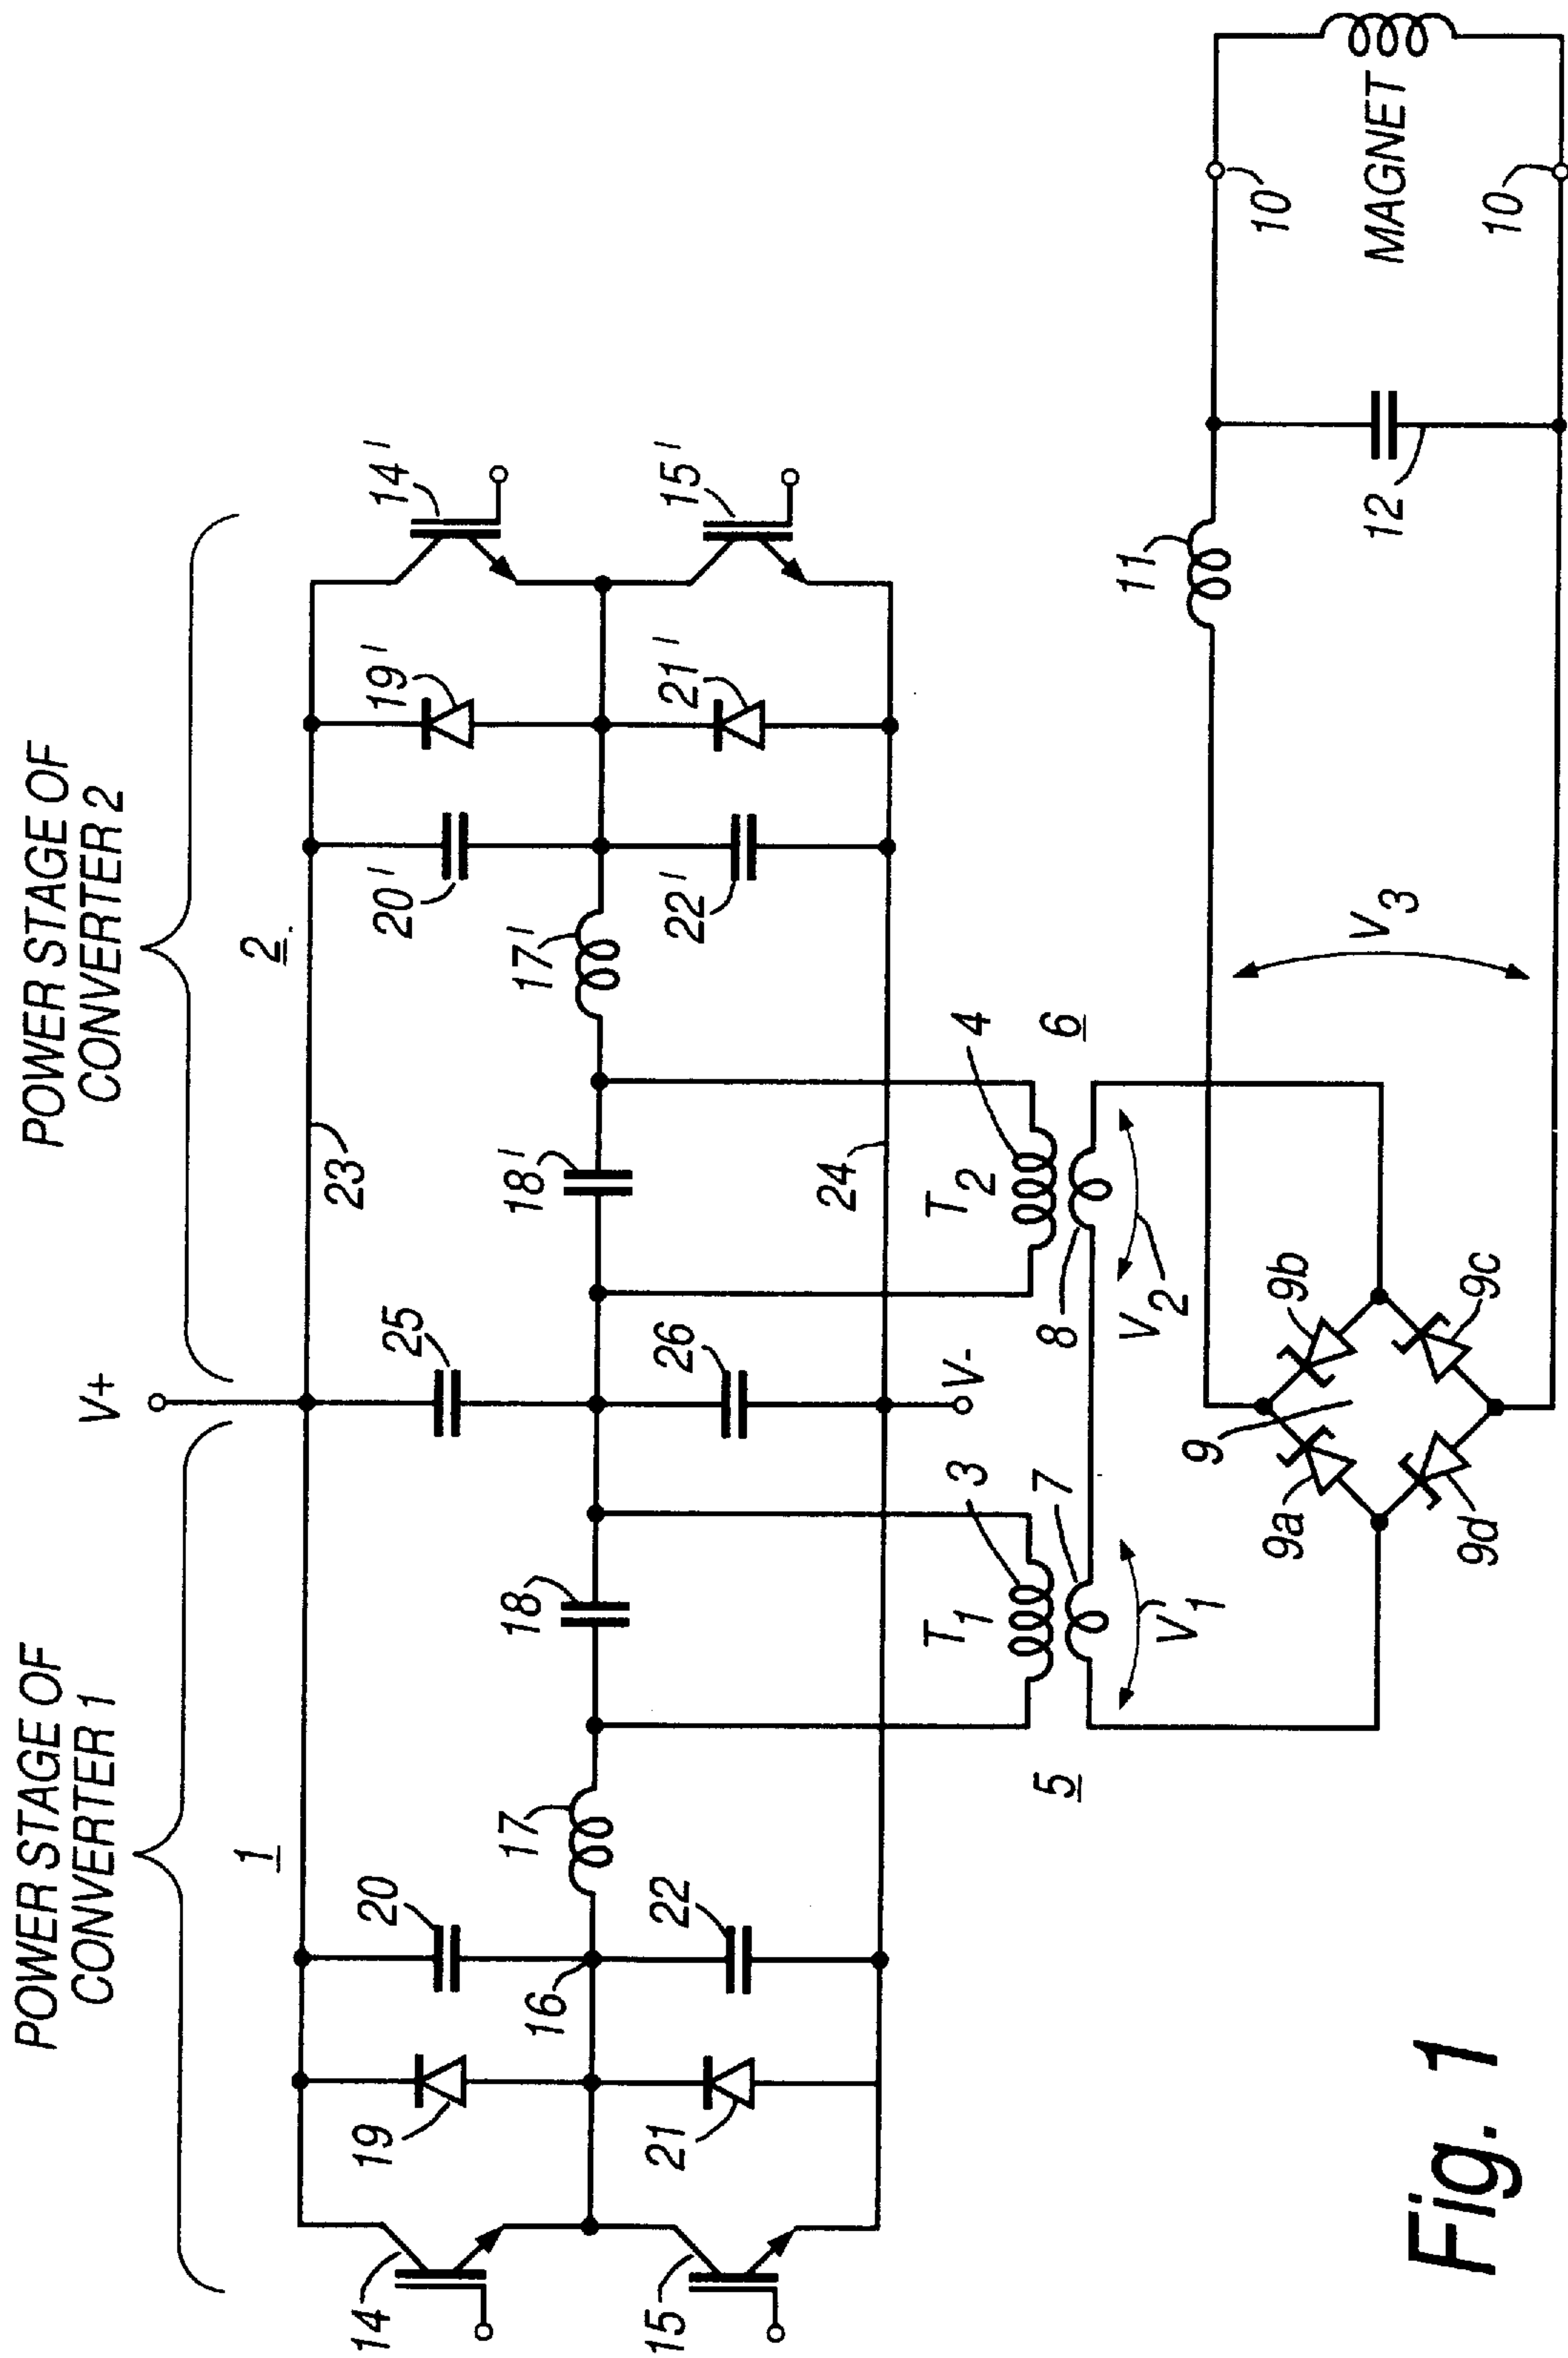 POWER STAGE OF
CONVERTER 1
POWER STAGE OF
CONVERTER 2
1
2
V+
23
14
19
20
25
20'
19'
14'
16
17
18
18'
17'
15
21
22
26
24
22'
21'
15'
V-
T1
3
T2
4
5
7
8
6
V1
V2
9
9a
9b
9c
9d
V3
11
12
10
10
MAGNET
Fig. 1